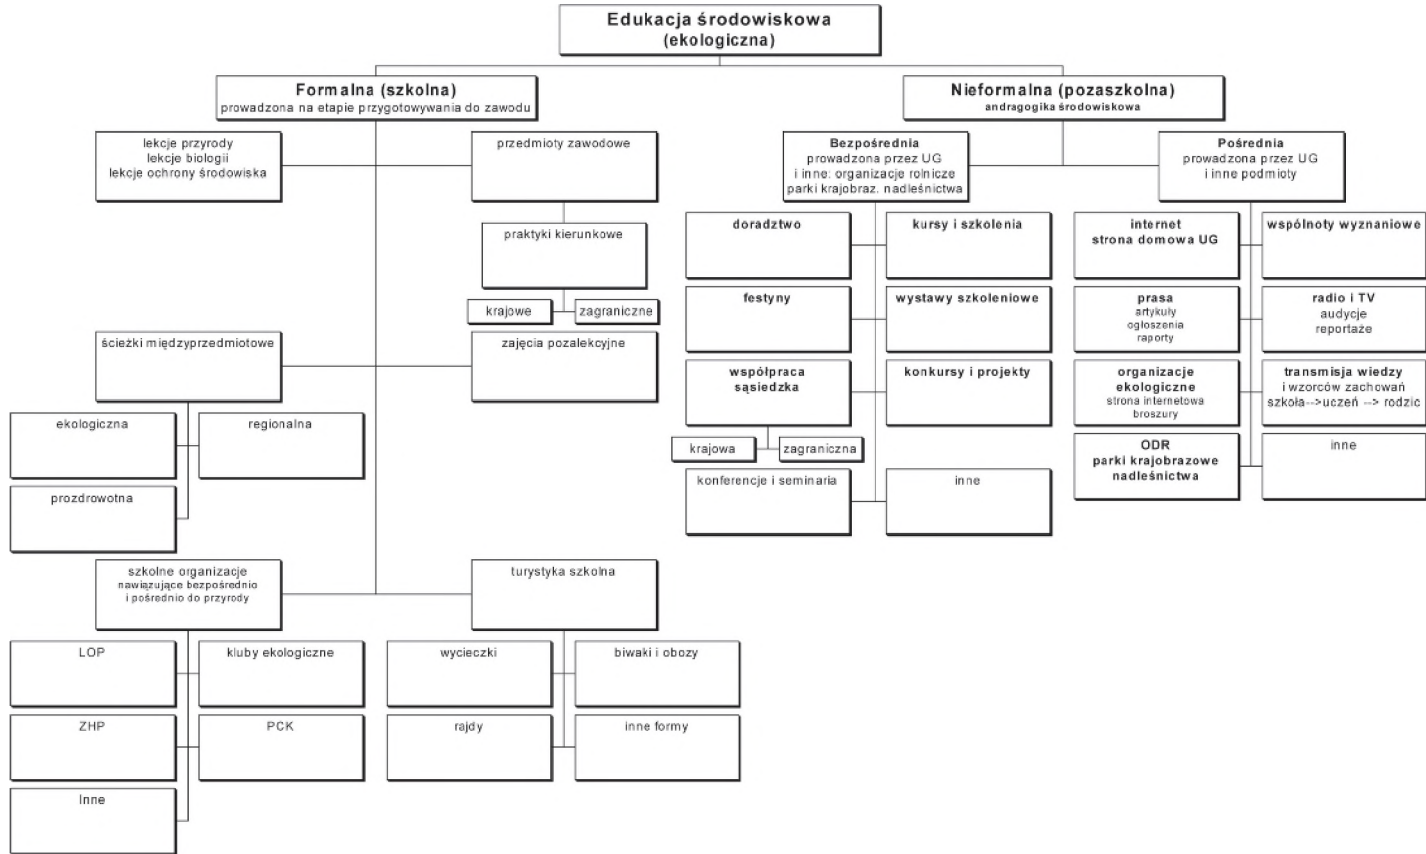 Edukacja środowiskowa
(ekologiczna)
Formalna (szkolna)
prowadzona na etapie przygotowywania do zawodu
lekcje przyrody
lekcje biologii
lekcje ochrony środowiska
przedmioty zawodowe
praktyki kierunkowe
krajowe
zagraniczne
ścieżki międzyprzedmiotowe
zajęcia pozalekcyjne
ekologiczna
regionalna
prozdrowotna
szkolne organizacje
nawiązujące bezpośrednio
i pośrednio do przyrody
turystyka szkolna
LOP
kluby ekologiczne
ZHP
PCK
Inne
wycieczki
biwaki i obozy
rajdy
inne formy
Nieformalna (pozaszkolna)
andragogika środowiskowa
Bezpośrednia
prowadzona przez UG
i inne: organizacje rolnicze
parki krajobraz. nadleśnictwa
doradztwo
kursy i szkolenia
festyny
wystawy szkoleniowe
współpraca
sąsiedzka
konkursy i projekty
krajowa
zagraniczna
konferencje i seminaria
inne
Pośrednia
prowadzona przez UG
i inne podmioty
internet
strona domowa UG
wspólnoty wyznaniowe
prasa
artykuły
ogłoszenia
raporty
radio i TV
audycje
reportaże
organizacje
ekologiczne
strona internetowa
broszury
transmisja wiedzy
i wzorców zachowań
szkoła-->uczeń --> rodzic
ODR
parki krajobrazowe
nadleśnictwa
inne